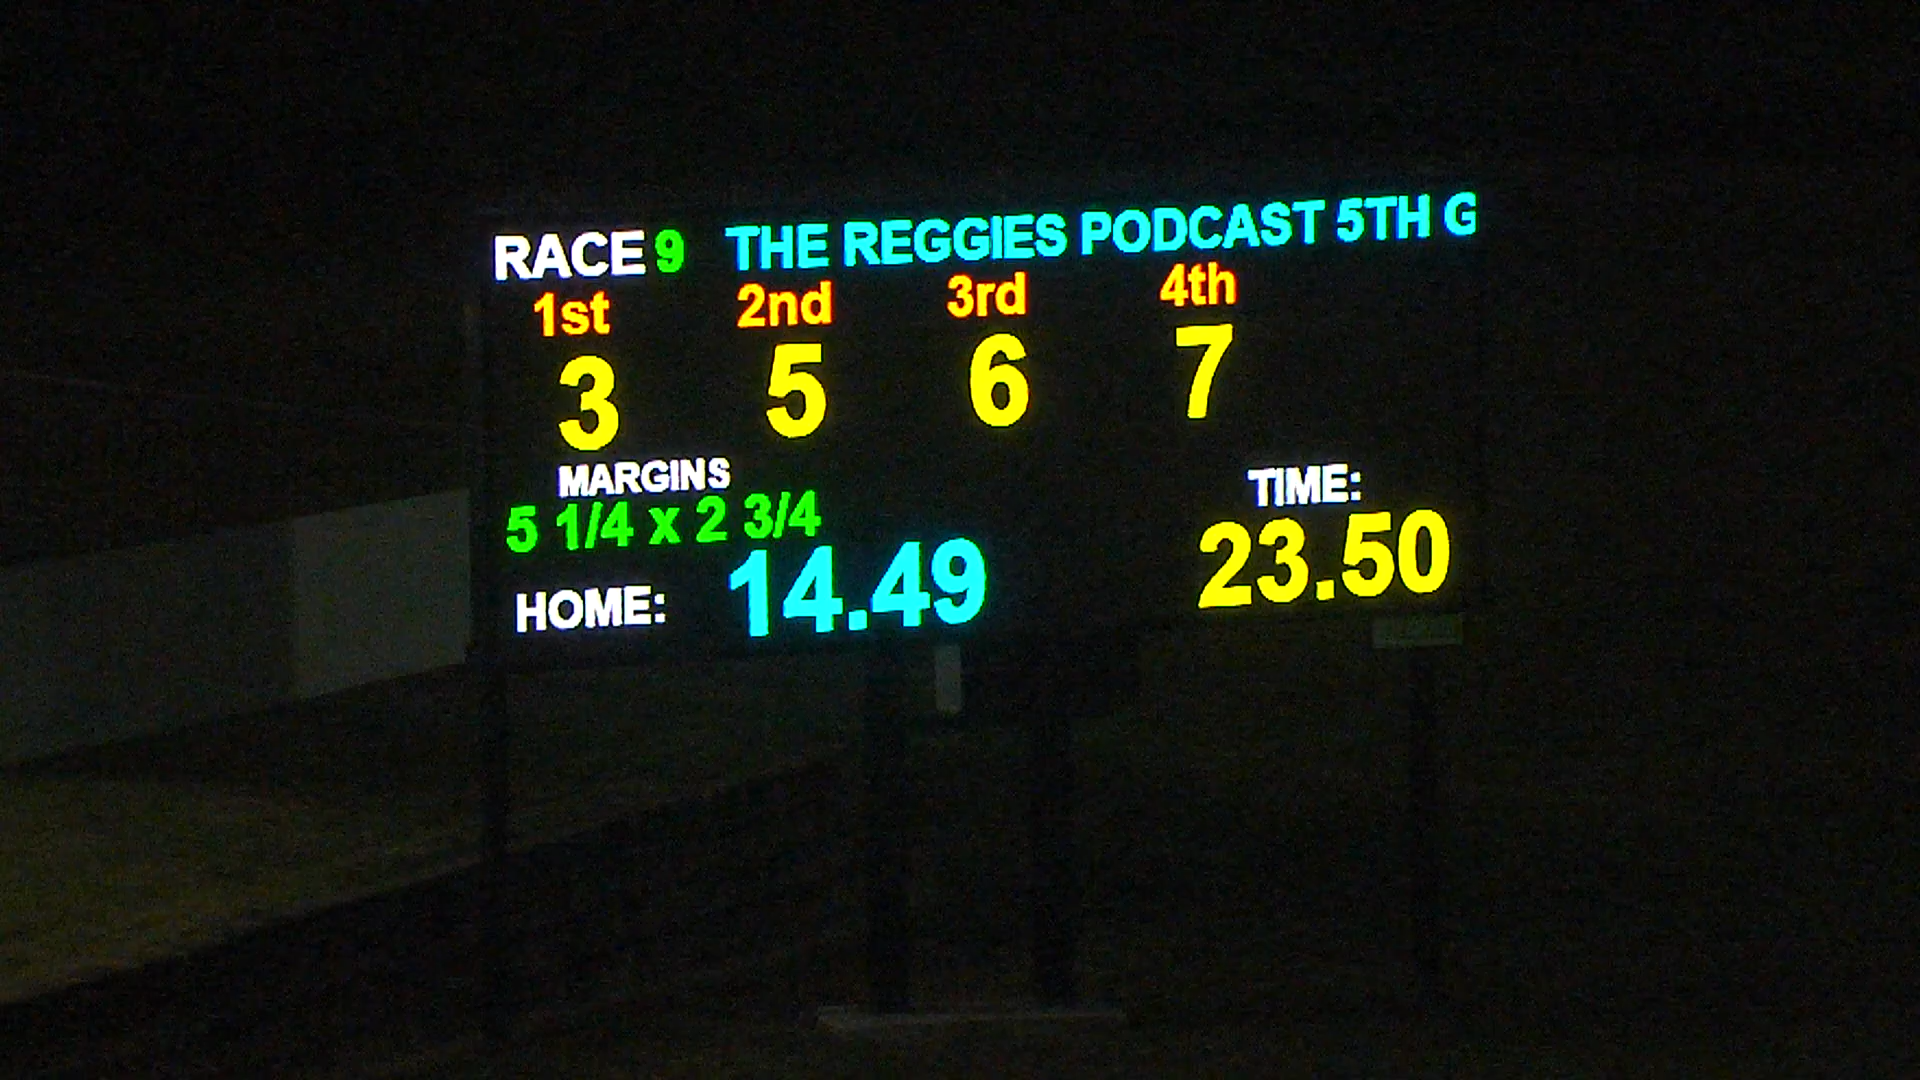 RACE 9 THE REGGIES PODCAST 5TH G
1st 2nd 3rd 4th
3 5 6 7
MARGINS
5 1/4 x 2 3/4
TIME:
23.50
HOME: 14.49